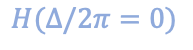 H(Δ/2π = 0)